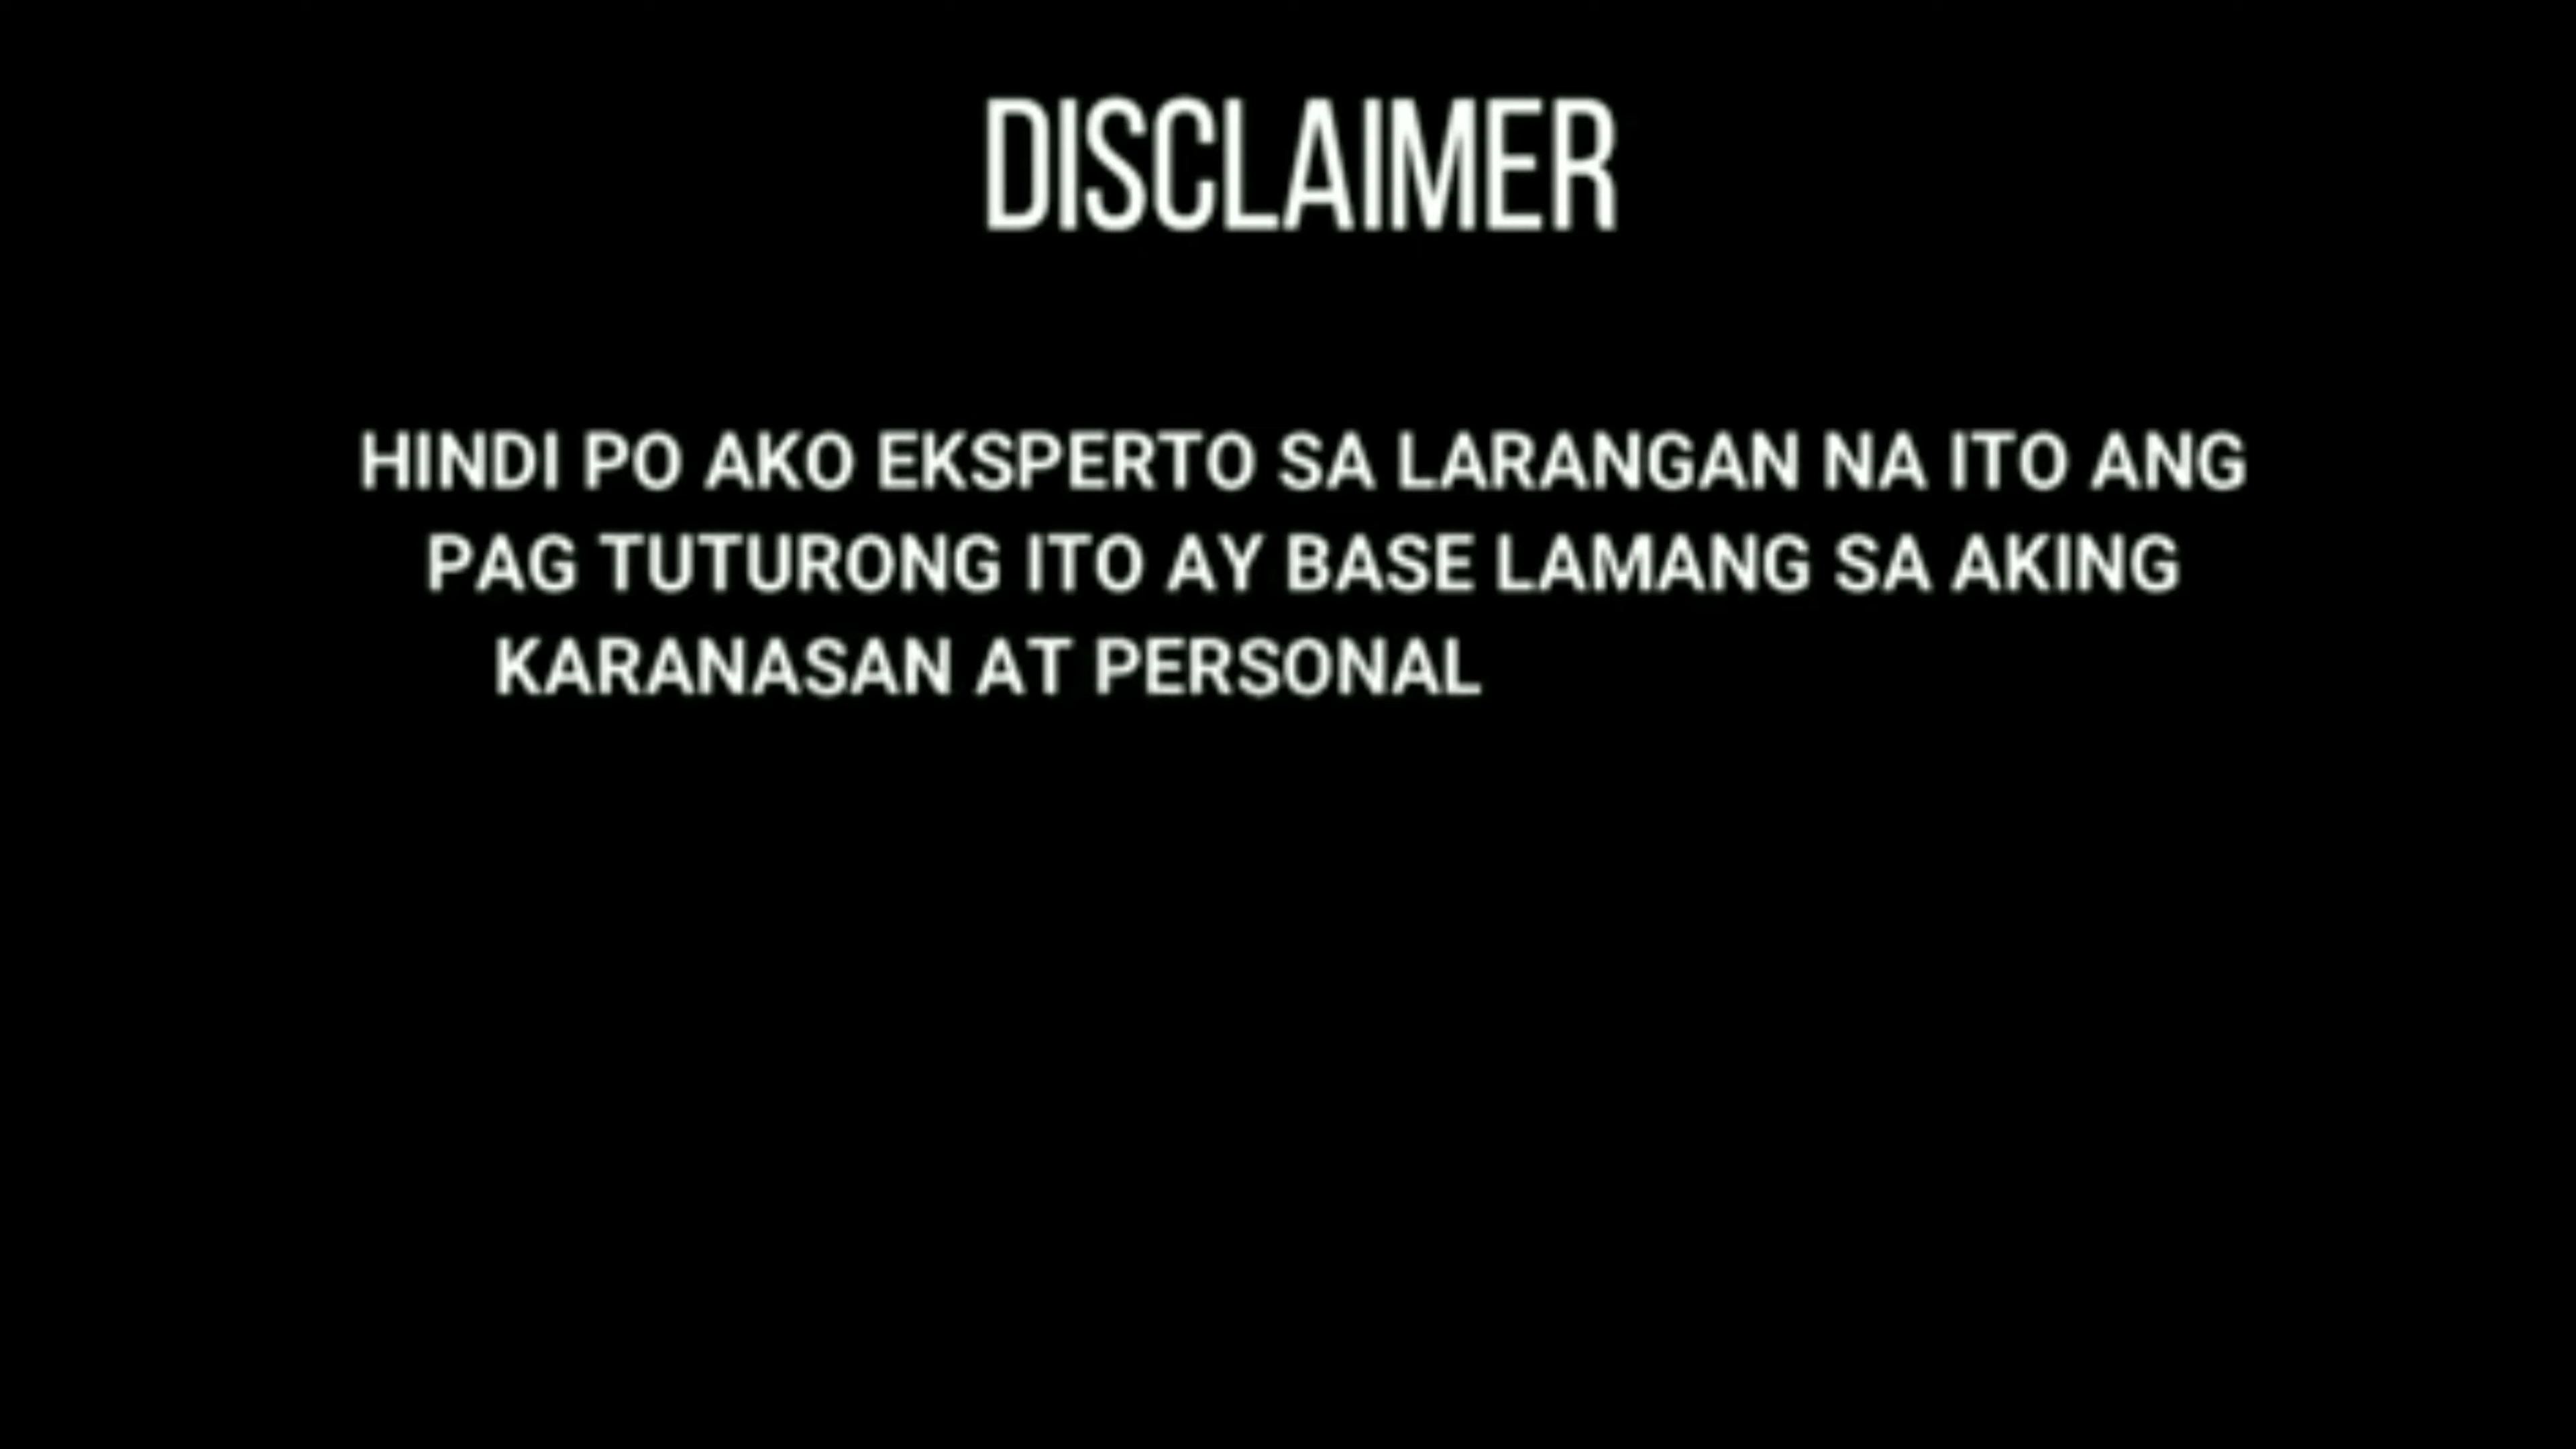 DISCLAIMER
HINDI PO AKO EKSPERTO SA LARANGAN NA ITO ANG
PAG TUTURONG ITO AY BASE LAMANG SA AKING
KARANASAN AT PERSONAL